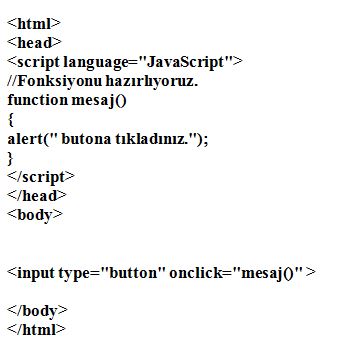 <html>
<head>
<script language="JavaScript">
//Fonksiyonu hazırlıyoruz.
function mesaj()
{
alert(" butona tıkladınız.");
}
</script>
</head>
<body>
<input type="button" onclick="mesaj()" >
</body>
</html>